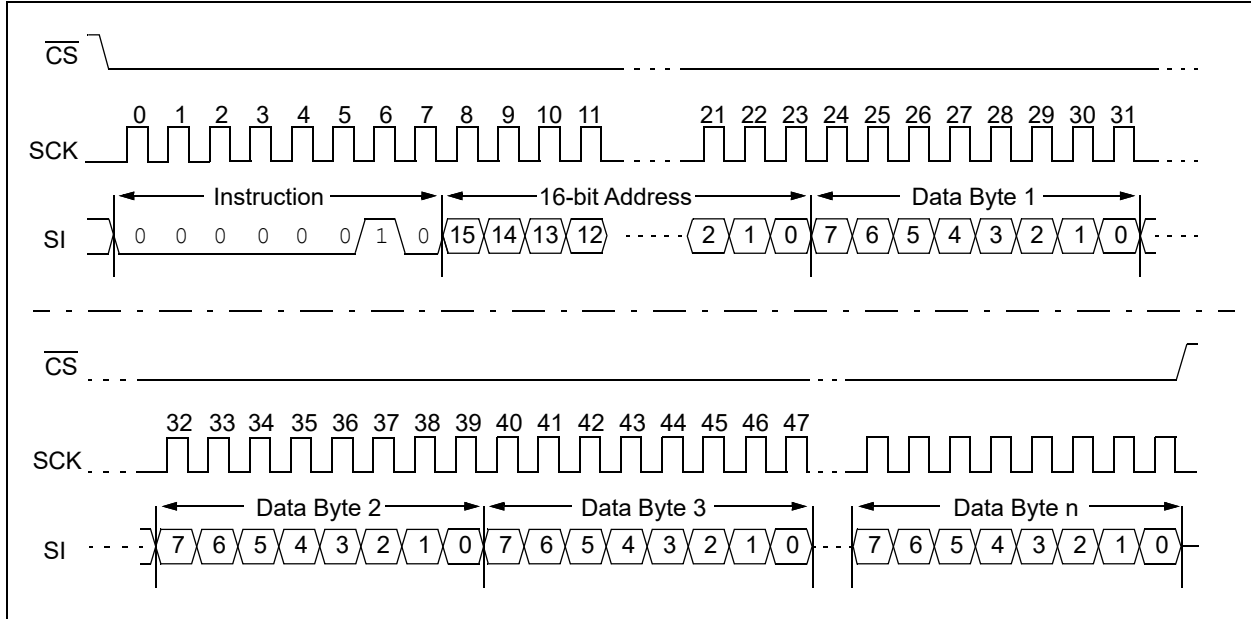 CS
0 1 2 3 4 5 6 7 8 9 10 11 21 22 23 24 25 26 27 28 29 30 31
SCK
Instruction 16-bit Address Data Byte 1
SI 0 0 0 0 0 0 1 0 15 14 13 12 2 1 0 7 6 5 4 3 2 1 0
CS
32 33 34 35 36 37 38 39 40 41 42 43 44 45 46 47
SCK
Data Byte 2 Data Byte 3 Data Byte n
SI 7 6 5 4 3 2 1 0 7 6 5 4 3 2 1 0 7 6 5 4 3 2 1 0